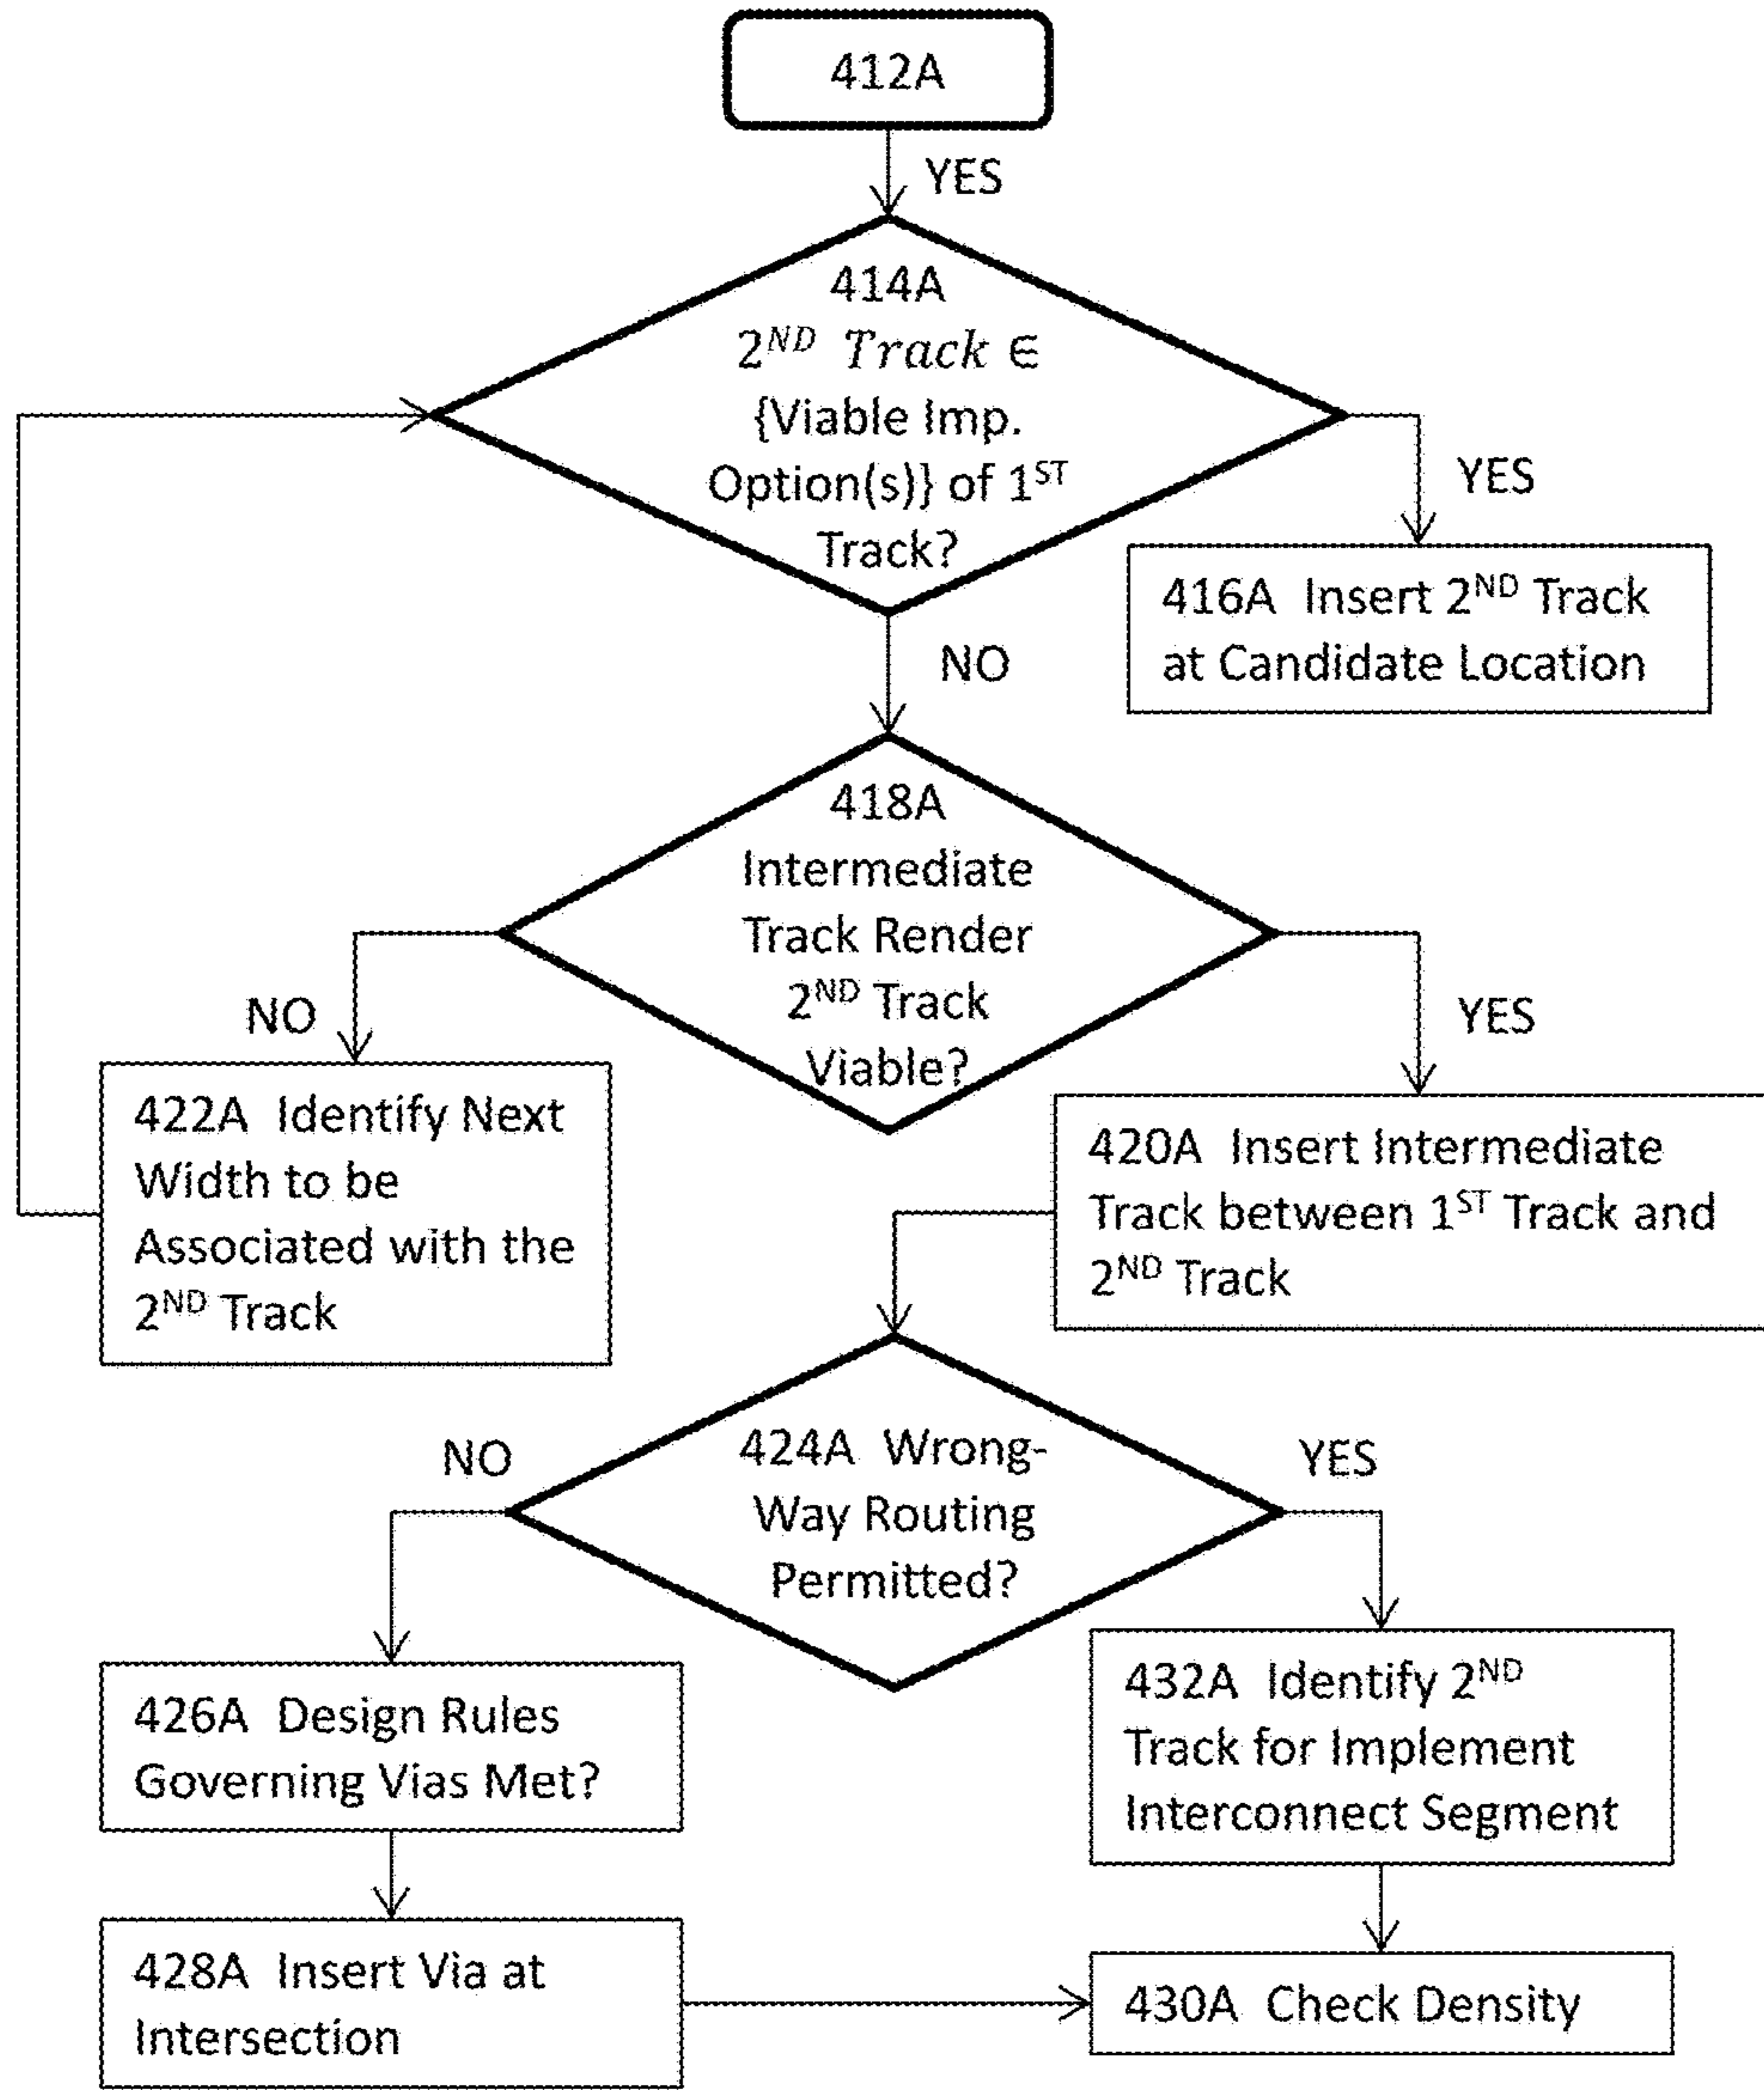 412A
YES
414A
2ND Track ∈
{Viable Imp.
Option(s)} of 1ST
Track?
YES
416A Insert 2ND Track
at Candidate Location
NO
418A
Intermediate
Track Render
2ND Track
Viable?
NO
YES
422A Identify Next
Width to be
Associated with the
2ND Track
420A Insert Intermediate
Track between 1ST Track and
2ND Track
NO
YES
424A Wrong-
Way Routing
Permitted?
426A Design Rules
Governing Vias Met?
432A Identify 2ND
Track for Implement
Interconnect Segment
428A Insert Via at
Intersection
430A Check Density